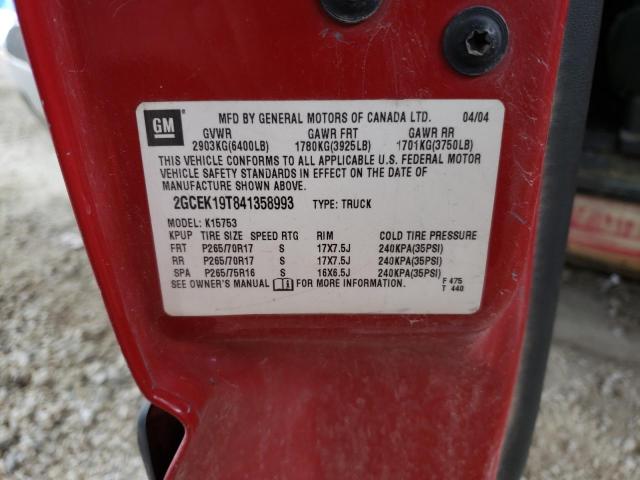 GM
MFD BY GENERAL MOTORS OF CANADA LTD. 04/04
GVWR GAWR FRT GAWR RR
2903KG(6400LB) 1780KG(3925LB) 1701KG(3750LB)
THIS VEHICLE CONFORMS TO ALL APPLICABLE U.S. FEDERAL MOTOR
VEHICLE SAFETY STANDARDS IN EFFECT ON THE DATE OF
MANUFACTURE SHOWN ABOVE.
2GCEK19T841358993 TYPE: TRUCK
MODEL: K15753
KPUP TIRE SIZE SPEED RTG RIM COLD TIRE PRESSURE
FRT P265/70R17 S 17X7.5J 240KPA(35PSI)
RR P265/70R17 S 17X7.5J 240KPA(35PSI)
SPA P265/75R16 S 16X6.5J 240KPA(35PSI)
SEE OWNER'S MANUAL FOR MORE INFORMATION.
F 475
T 440